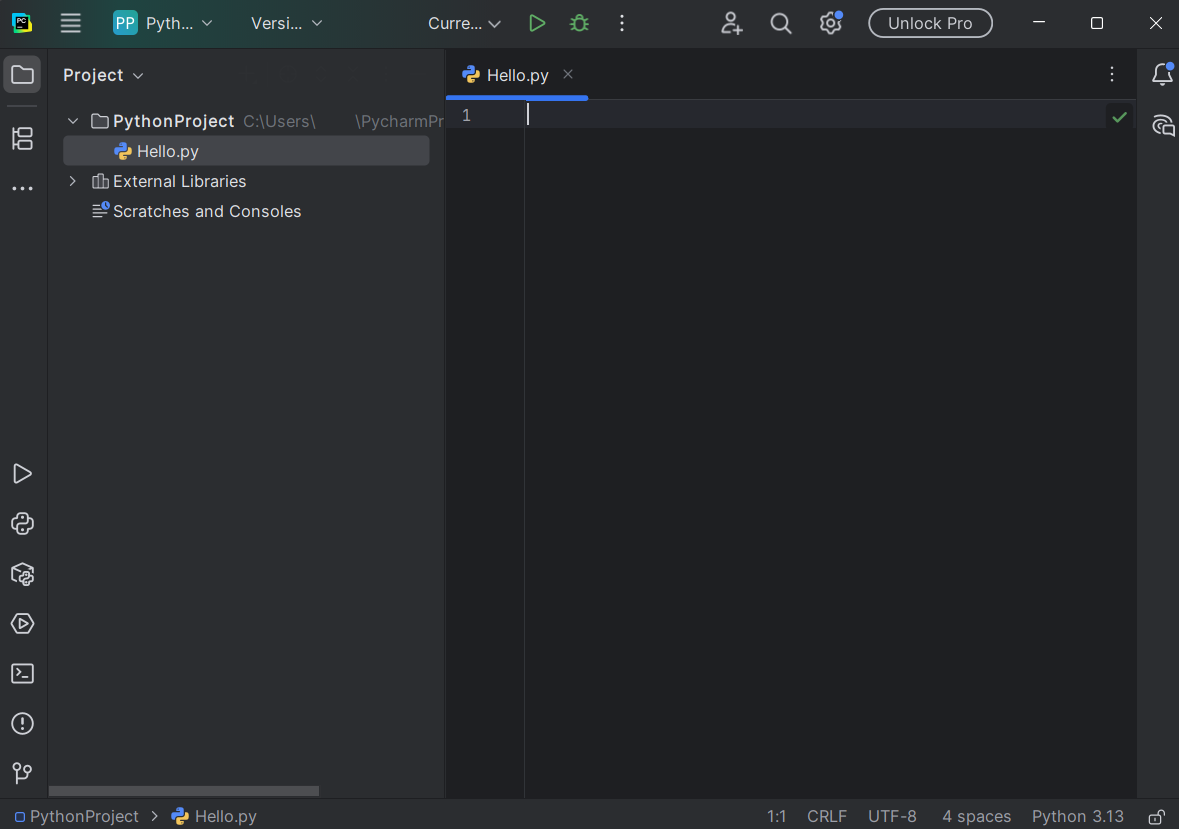 PC PP Pyth... Versi... Curre... Unlock Pro
Project
Hello.py
PythonProject C:\Users\ \PycharmPr
1
Hello.py
External Libraries
Scratches and Consoles
PythonProject > Hello.py 1:1 CRLF UTF-8 4 spaces Python 3.13